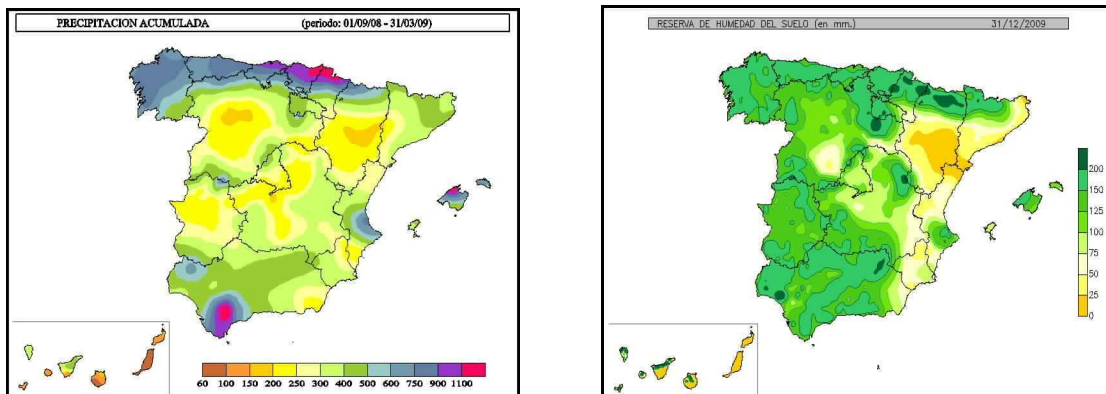 PRECIPITACION ACUMULADA (periodo: 01/09/08 - 31/03/09)
60 100 150 200 250 300 400 500 600 750 900 1100
RESERVA DE HUMEDAD DEL SUELO (en mm.) 31/12/2009
200
150
125
100
75
50
25
0